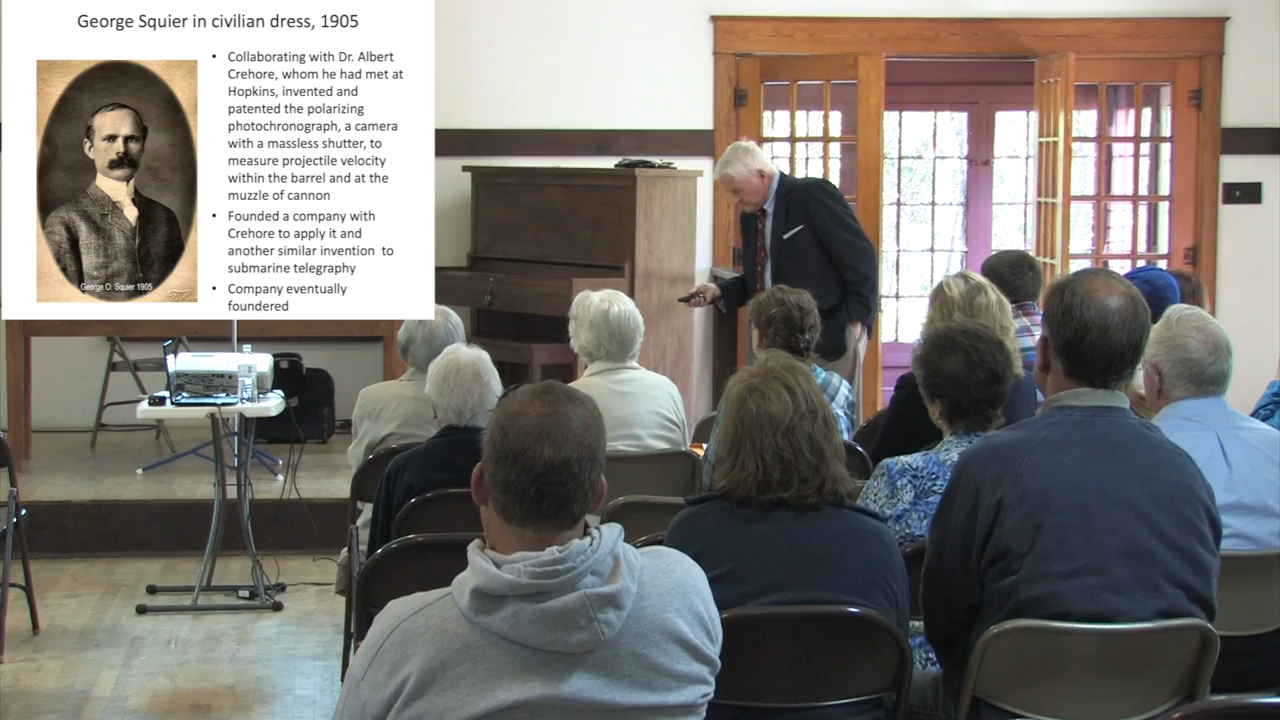 George Squier in civilian dress, 1905
• Collaborating with Dr. Albert
Crehore, whom he had met at
Hopkins, invented and
patented the polarizing
photochronograph, a camera
with a massless shutter, to
measure projectile velocity
within the barrel and at the
muzzle of cannon
• Founded a company with
Crehore to apply it and
another similar invention to
submarine telegraphy
• Company eventually
foundered
George O. Squier 1905